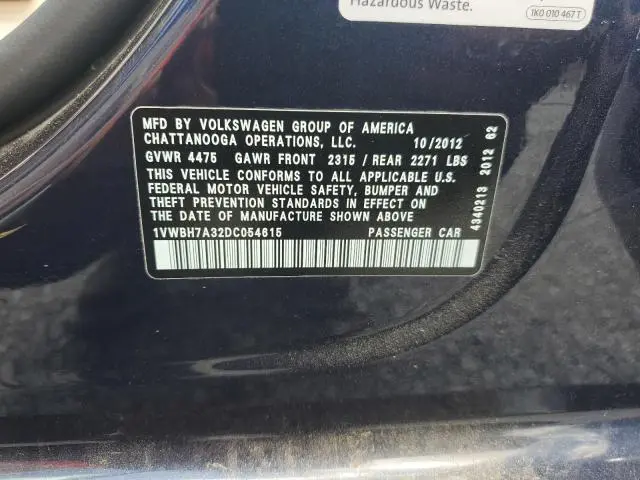 Hazardous Waste.
1K0 010 467 T
MFD BY VOLKSWAGEN GROUP OF AMERICA
CHATTANOOGA OPERATIONS, LLC. 10/2012
GVWR 4475 GAWR FRONT 2315 / REAR 2271 LBS
THIS VEHICLE CONFORMS TO ALL APPLICABLE U.S.
FEDERAL MOTOR VEHICLE SAFETY, BUMPER AND
THEFT PREVENTION STANDARDS IN EFFECT ON THE
DATE OF MANUFACTURE SHOWN ABOVE
1VWBH7A32DC054615 PASSENGER CAR
4340213 2012 62